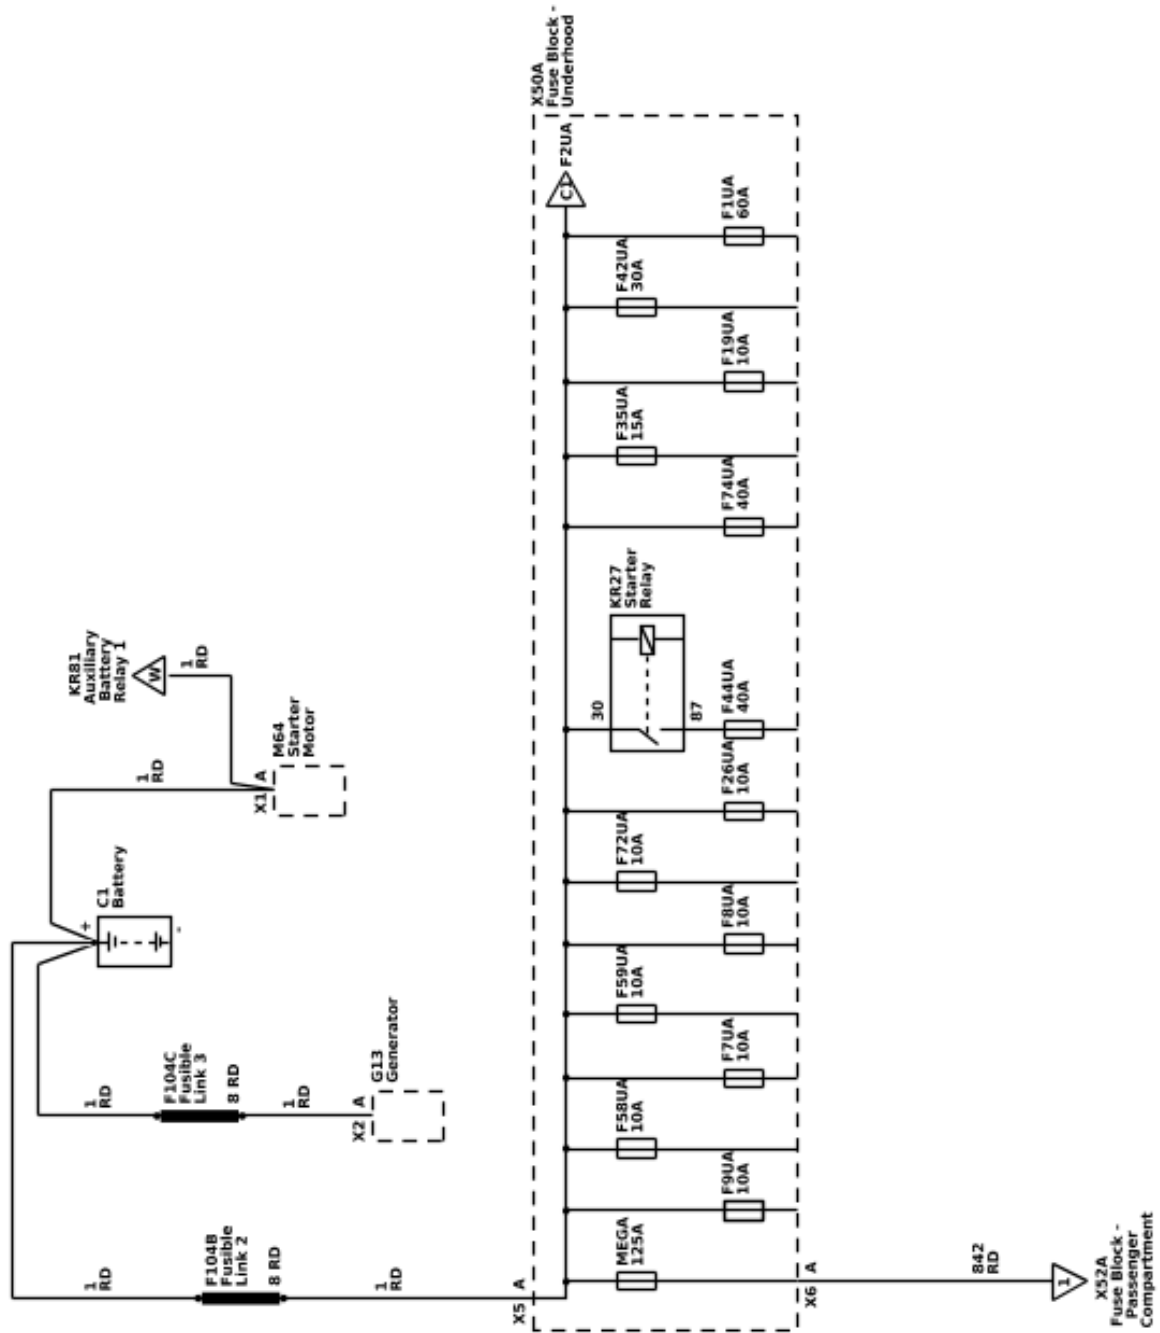 X50A
Fuse Block -
Underhood
F2UA
C1
F1UA
60A
F42UA
30A
F19UA
10A
F35UA
15A
F74UA
40A
KR27
Starter
Relay
30
87
F44UA
40A
F26UA
10A
F72UA
10A
F8UA
10A
F59UA
10A
F7UA
10A
F58UA
10A
F9UA
10A
MEGA
125A
KR81
Auxiliary
Battery
Relay 1
W
1
RD
1
RD
X1
A
M64
Starter
Motor
C1
Battery
+
-
1
RD
F104C
Fusible
Link 3
8 RD
1
RD
X2
A
G13
Generator
1
RD
F104B
Fusible
Link 2
8 RD
1
RD
X5
A
X6
A
842
RD
1
X52A
Fuse Block -
Passenger
Compartment